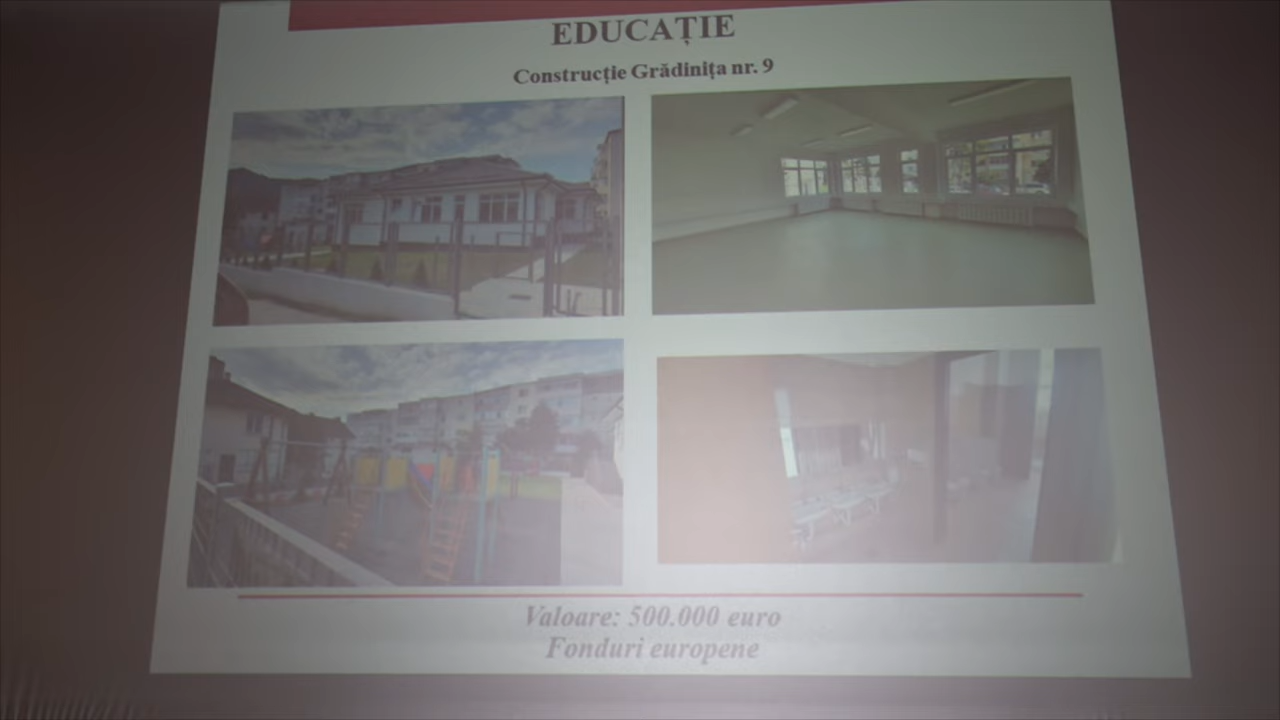 EDUCAȚIE
Construcție Grădinița nr. 9
Valoare: 500.000 euro
Fonduri europene